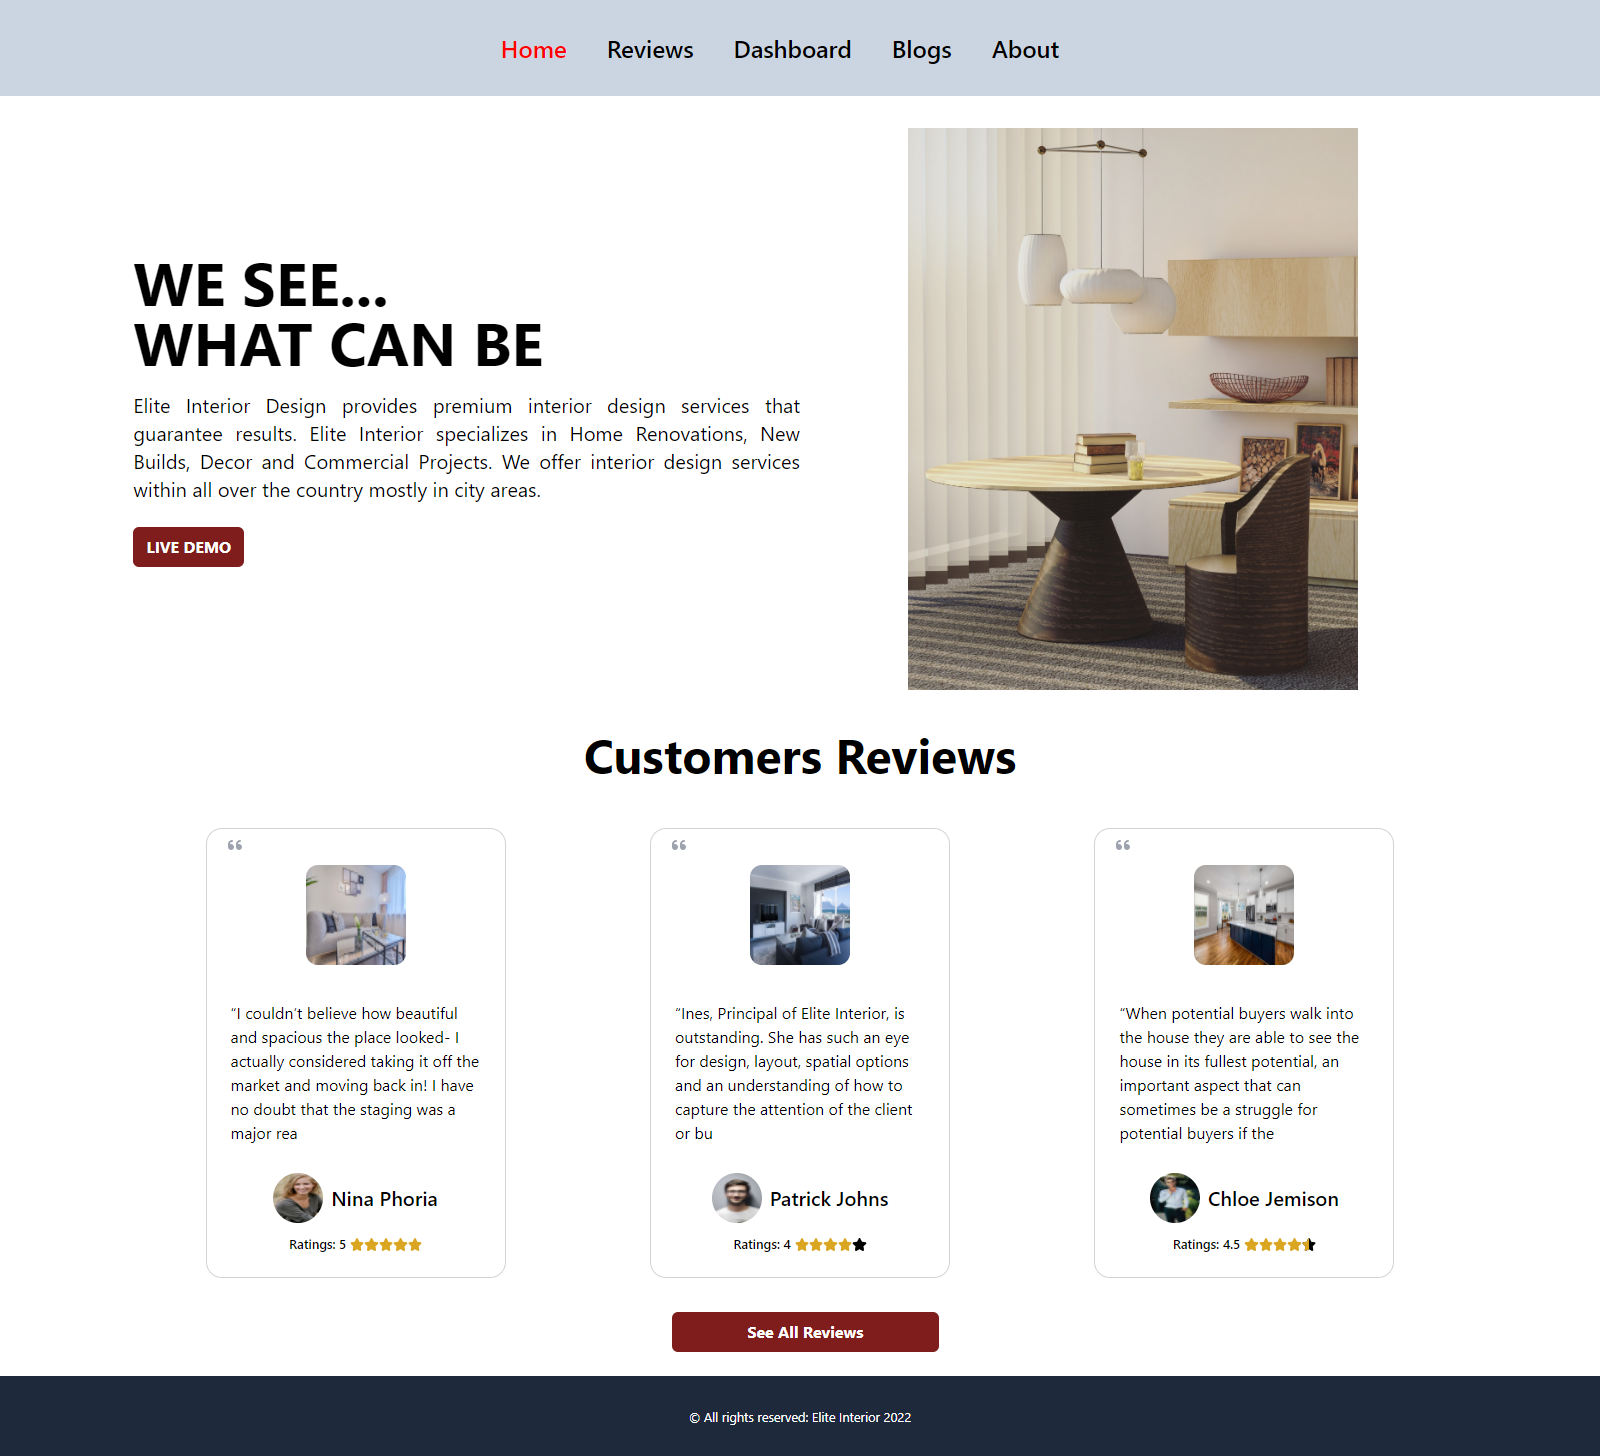 Home Reviews Dashboard Blogs About
WE SEE...
WHAT CAN BE
Elite Interior Design provides premium interior design services that
guarantee results. Elite Interior specializes in Home Renovations, New
Builds, Decor and Commercial Projects. We offer interior design services
within all over the country mostly in city areas.
LIVE DEMO
Customers Reviews
“I couldn’t believe how beautiful
and spacious the place looked- I
actually considered taking it off the
market and moving back in! I have
no doubt that the staging was a
major rea
Nina Phoria
Ratings: 5
“Ines, Principal of Elite Interior, is
outstanding. She has such an eye
for design, layout, spatial options
and an understanding of how to
capture the attention of the client
or bu
Patrick Johns
Ratings: 4
“When potential buyers walk into
the house they are able to see the
house in its fullest potential, an
important aspect that can
sometimes be a struggle for
potential buyers if the
Chloe Jemison
Ratings: 4.5
See All Reviews
© All rights reserved: Elite Interior 2022